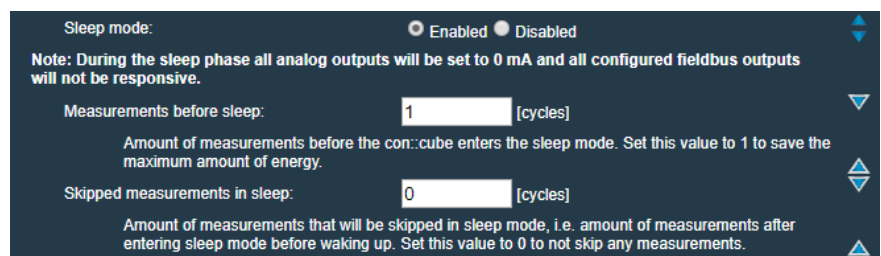 Sleep mode: Enabled Disabled
Note: During the sleep phase all analog outputs will be set to 0 mA and all configured fieldbus outputs
will not be responsive.
Measurements before sleep: 1 [cycles]
Amount of measurements before the con::cube enters the sleep mode. Set this value to 1 to save the
maximum amount of energy.
Skipped measurements in sleep: 0 [cycles]
Amount of measurements that will be skipped in sleep mode, i.e. amount of measurements after
entering sleep mode before waking up. Set this value to 0 to not skip any measurements.